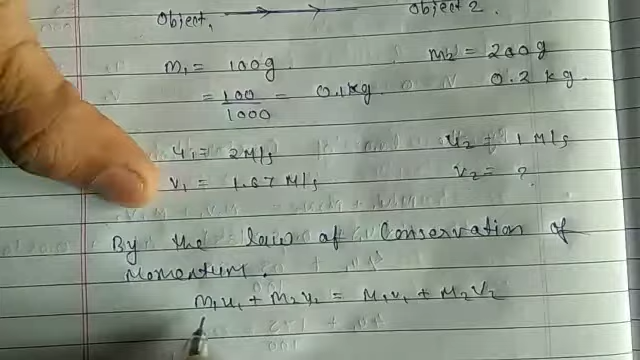 Object, Object 2.
m₁ = 100g m₂ = 200g
= 100/1000 = 0.1kg 0.2 kg.
u₁ = 2 M/s u₂ = 1 M/s
v₁ = 1.67 M/s v₂ = ?
By the law of Conservation of
Momentum.
m₁u₁ + M₂u₂ = M₁v₁ + M₂V₂